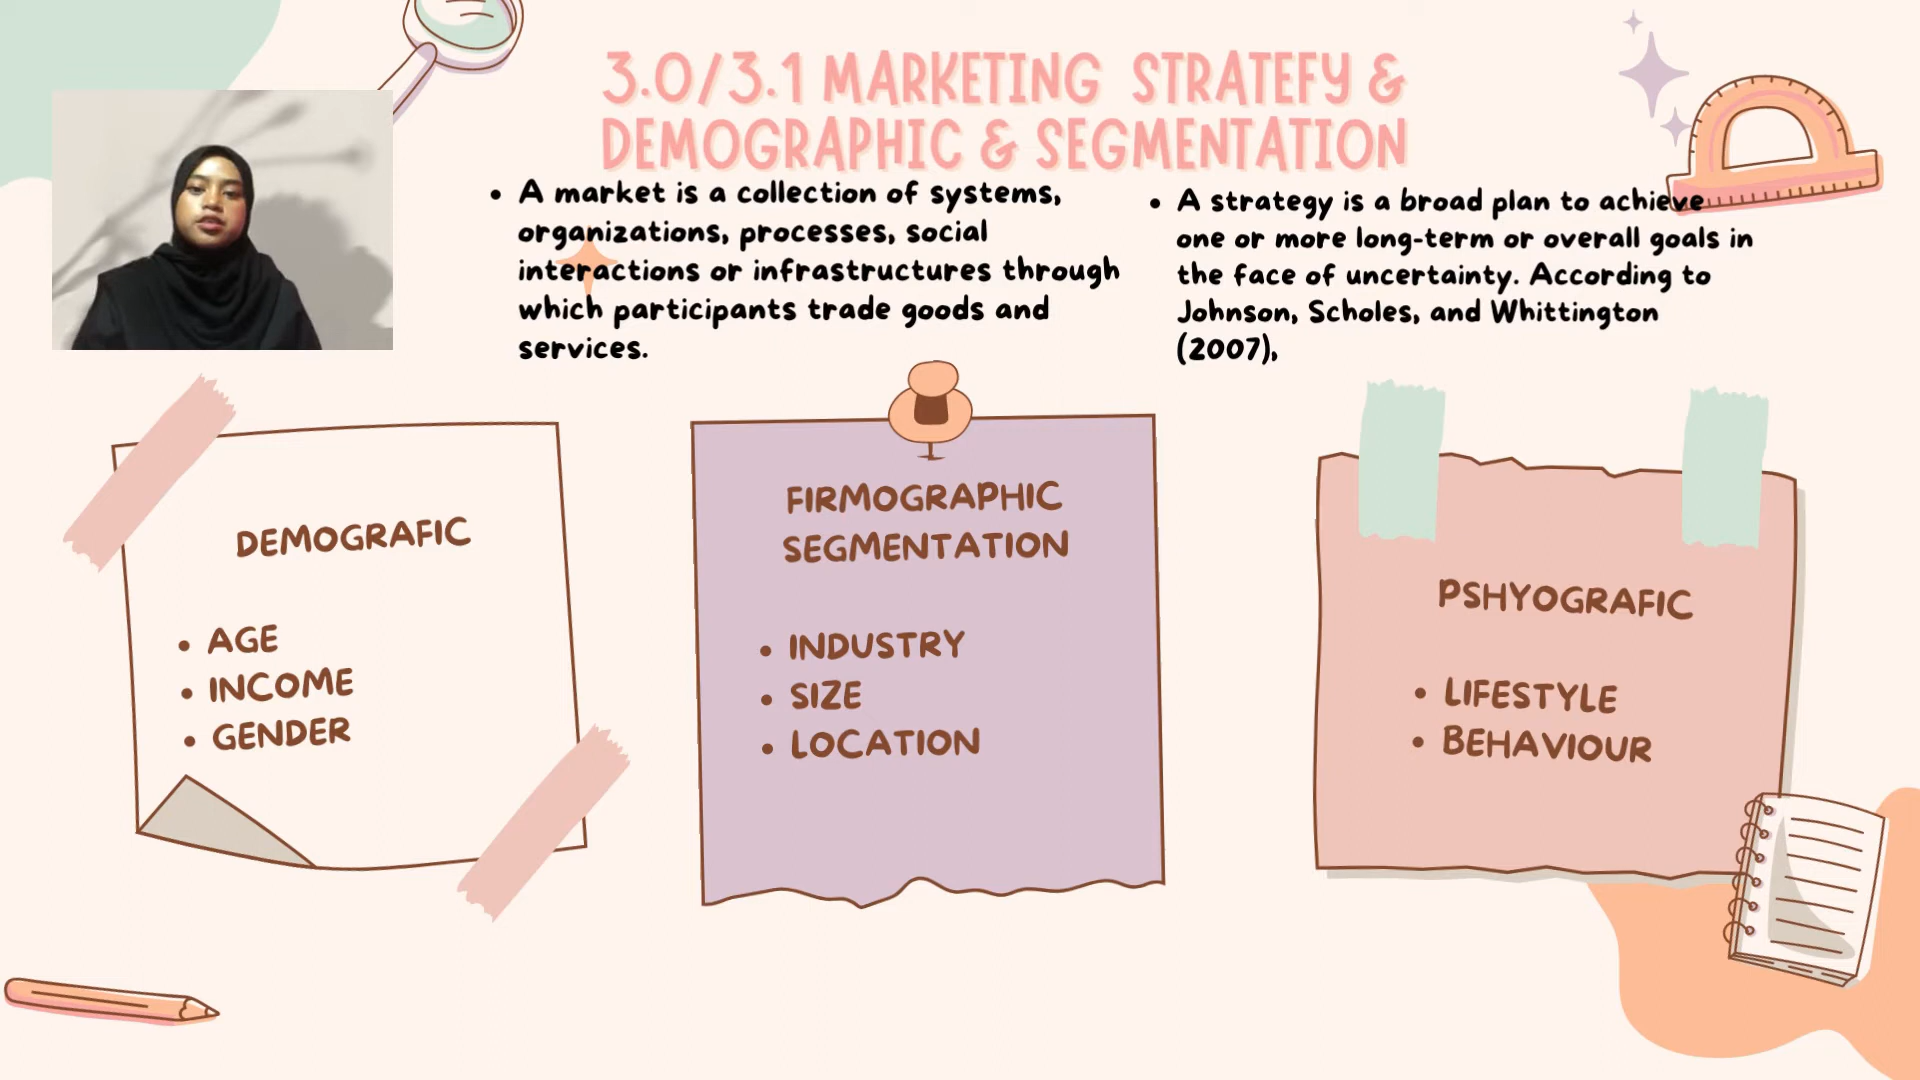 3.0/3.1 MARKETING STRATEFY &
DEMOGRAPHIC & SEGMENTATION
• A market is a collection of systems,
organizations, processes, social
interactions or infrastructures through
which participants trade goods and
services.
• A strategy is a broad plan to achieve
one or more long-term or overall goals in
the face of uncertainty. According to
Johnson, Scholes, and Whittington
(2007),
DEMOGRAFIC
• AGE
• INCOME
• GENDER
FIRMOGRAPHIC
SEGMENTATION
• INDUSTRY
• SIZE
• LOCATION
PSHYOGRAFIC
• LIFESTYLE
• BEHAVIOUR